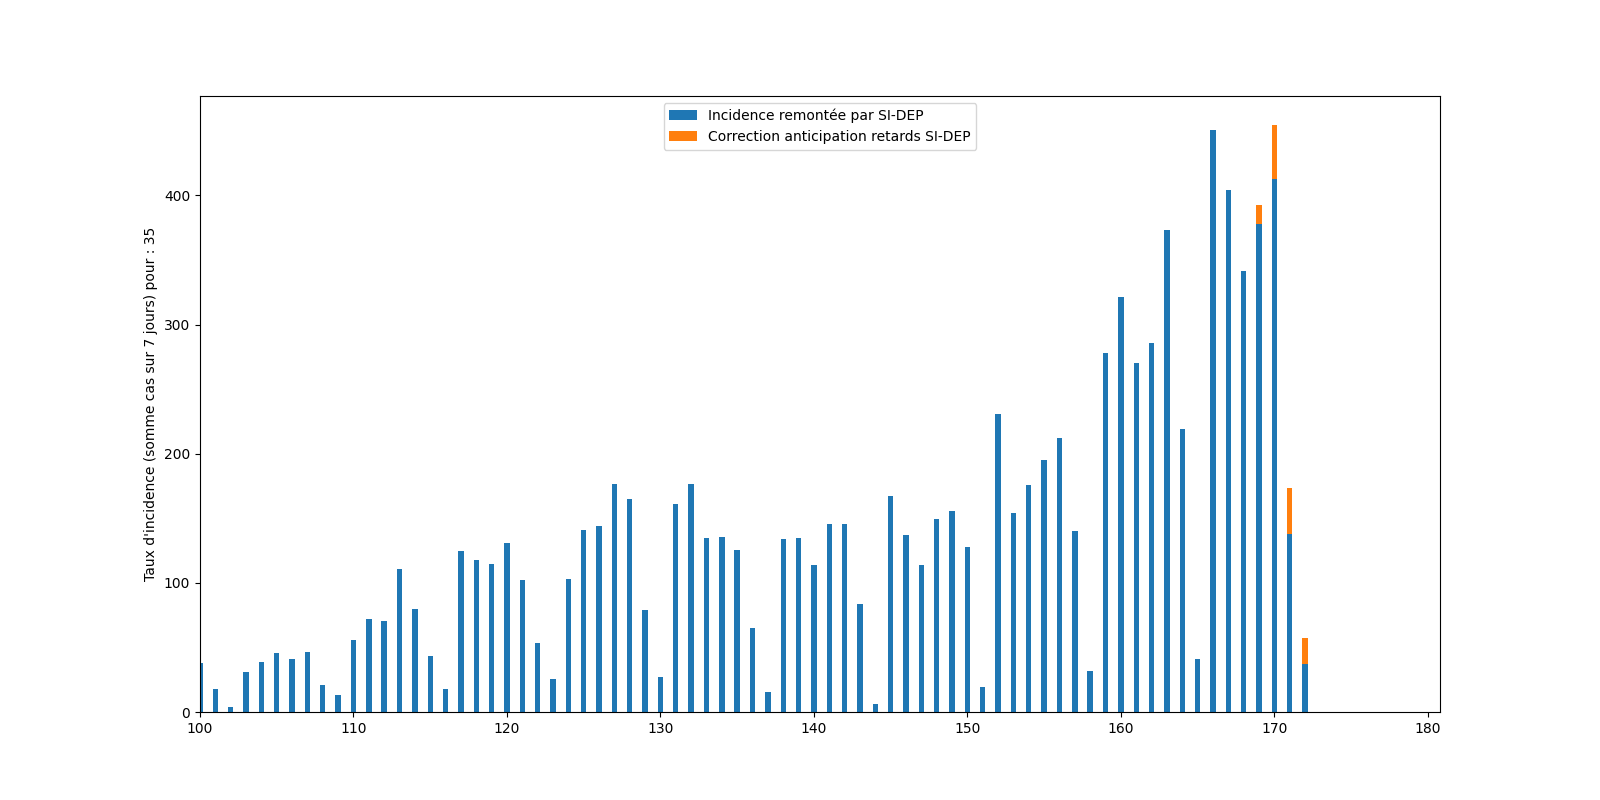 Incidence remontée par SI-DEP
Correction anticipation retards SI-DEP
Taux d'incidence (somme cas sur 7 jours) pour : 35
400
300
200
100
0
100 110 120 130 140 150 160 170 180